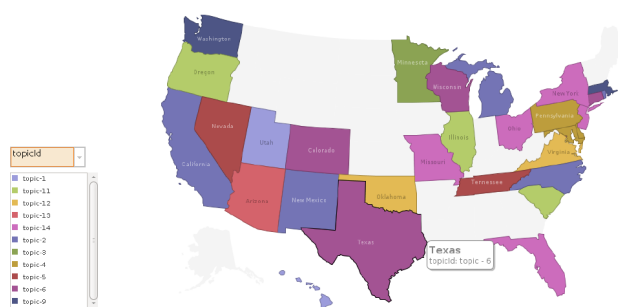 Washington
Oregon
Minnesota
Wisconsin
New York
Nevada
Utah
Colorado
California
Illinois
Ohio
Pennsylvania
Missouri
Virginia
Tennessee
Arizona
New Mexico
Oklahoma
Texas
Texas
topicId: topic - 6
topicId
topic-1
topic-11
topic-12
topic-13
topic-14
topic-2
topic-3
topic-4
topic-5
topic-6
topic-9